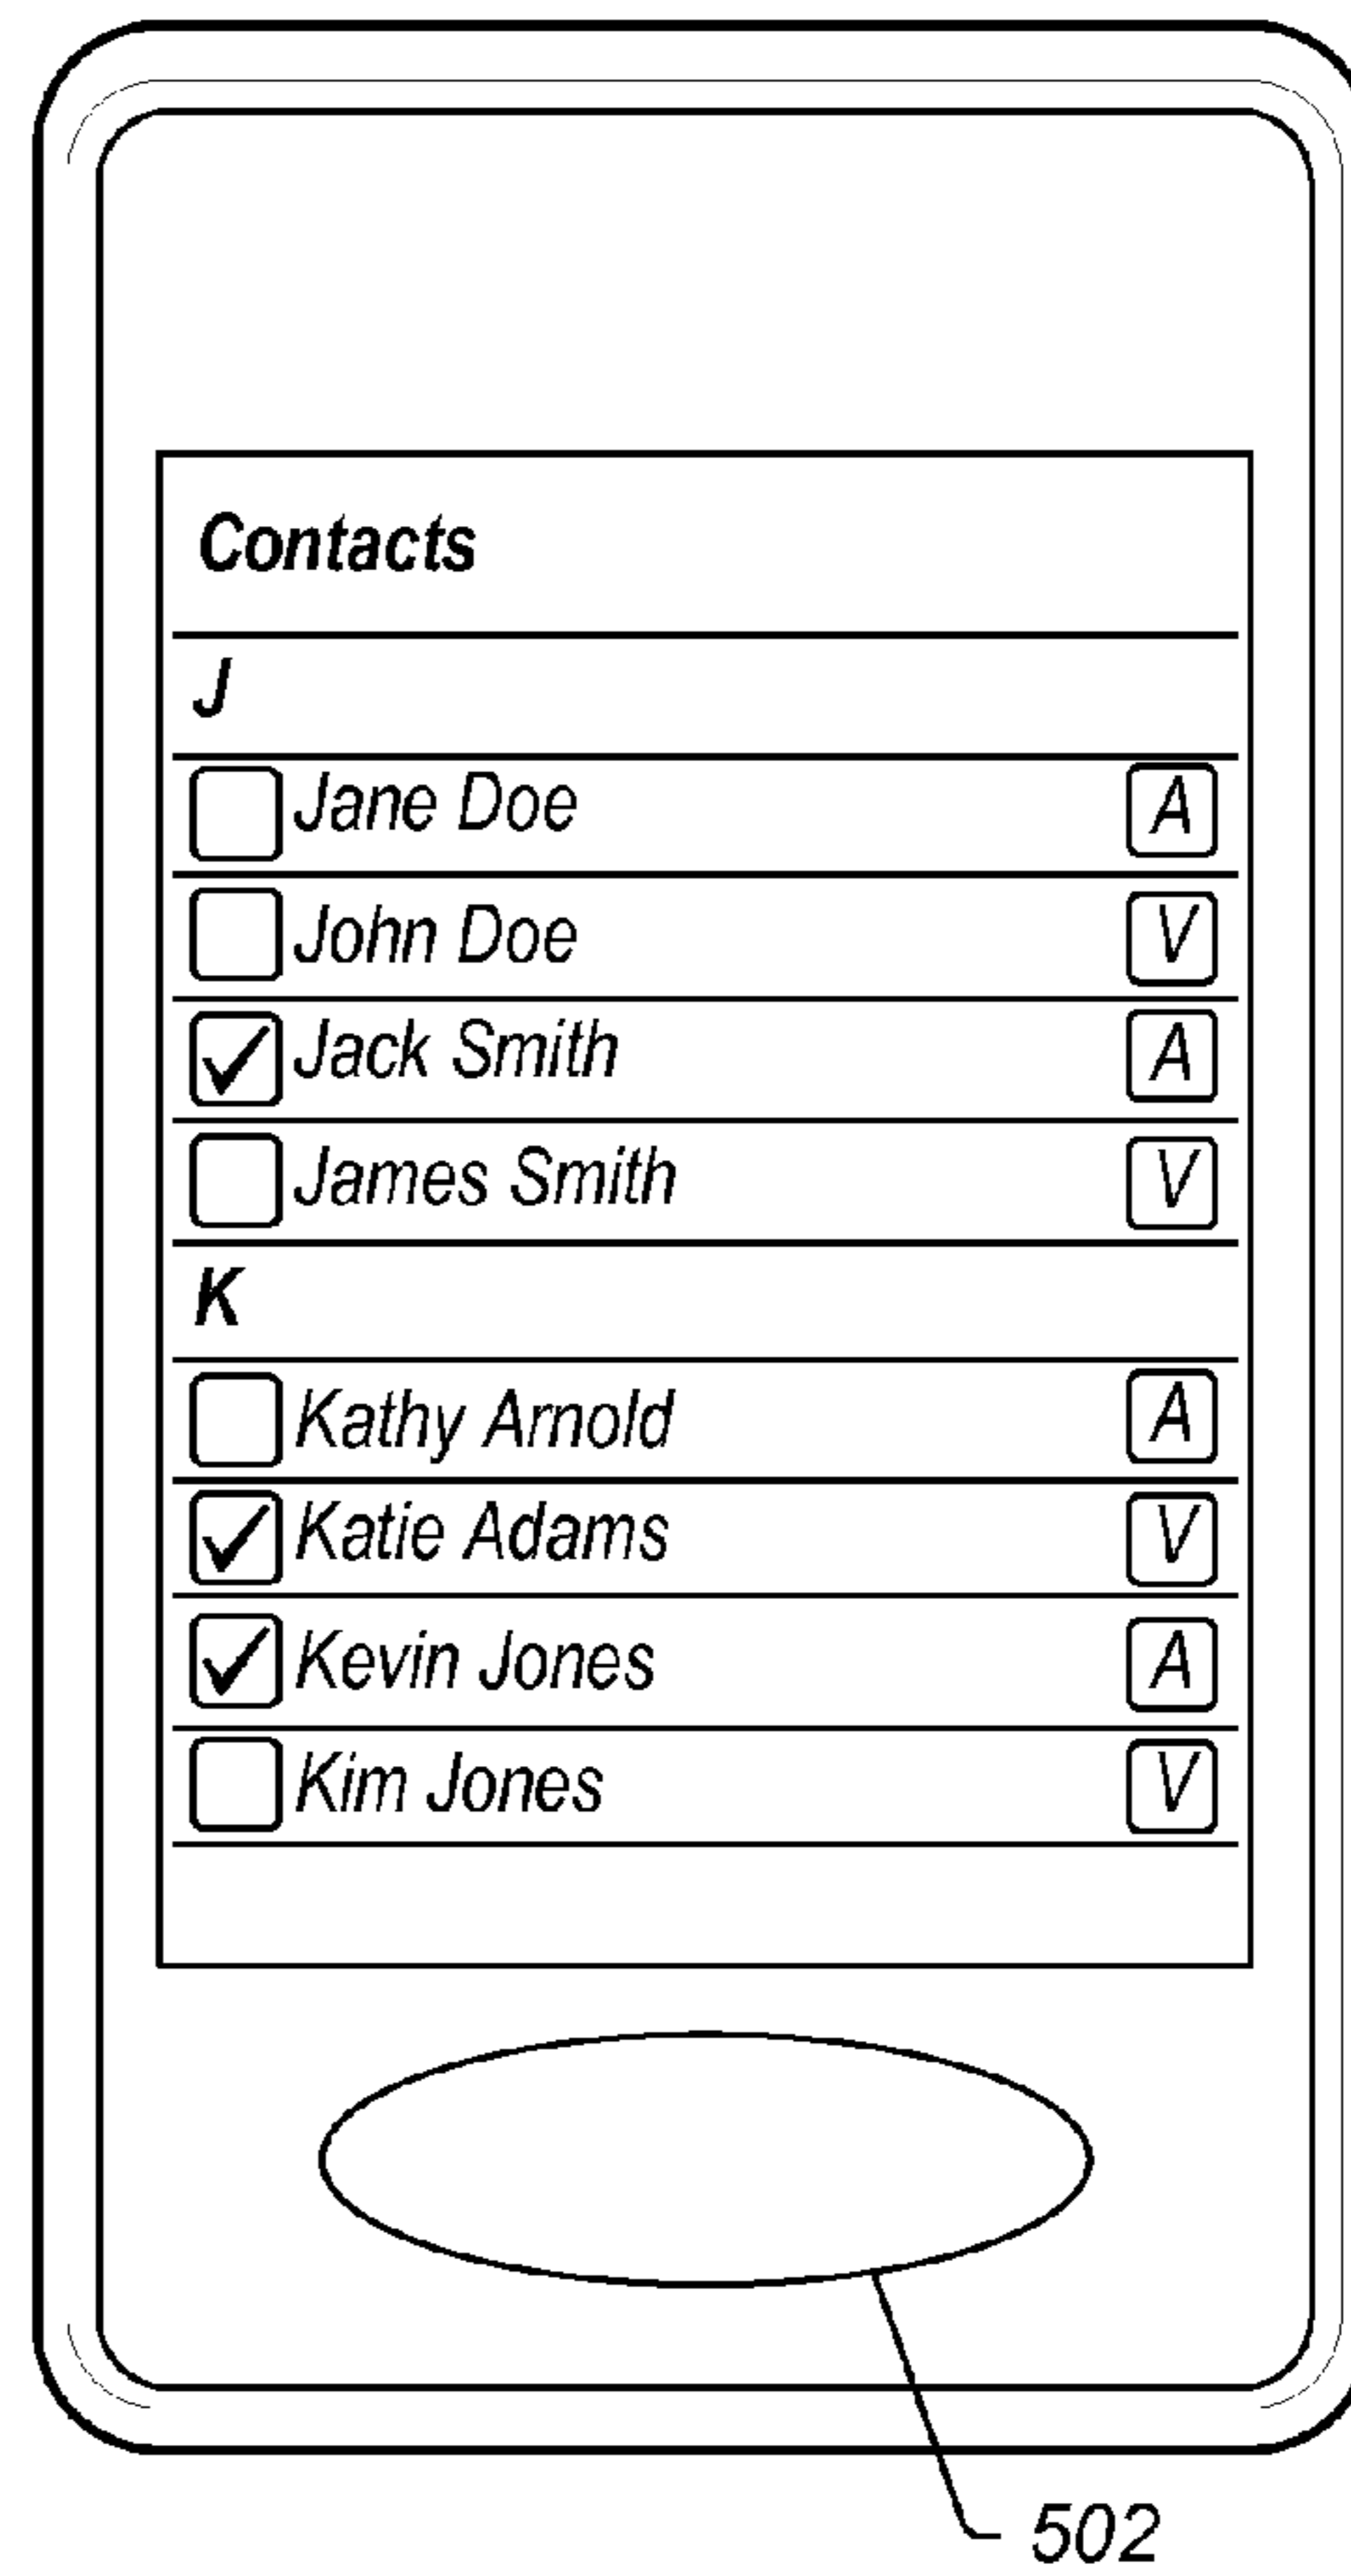 Contacts
J
Jane Doe A
John Doe V
Jack Smith A
James Smith V
K
Kathy Arnold A
Katie Adams V
Kevin Jones A
Kim Jones V
502